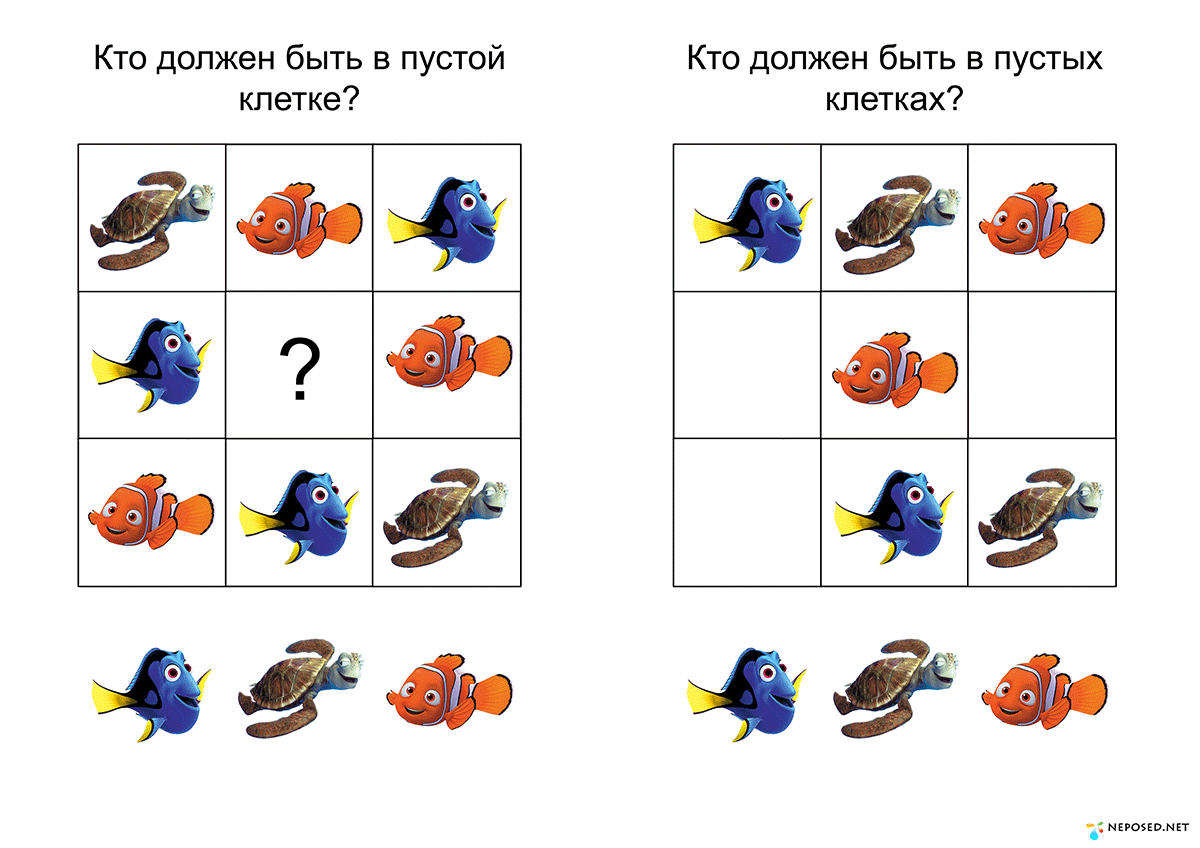 Кто должен быть в пустой
клетке?
Кто должен быть в пустых
клетках?
?
NEPOSED.NET